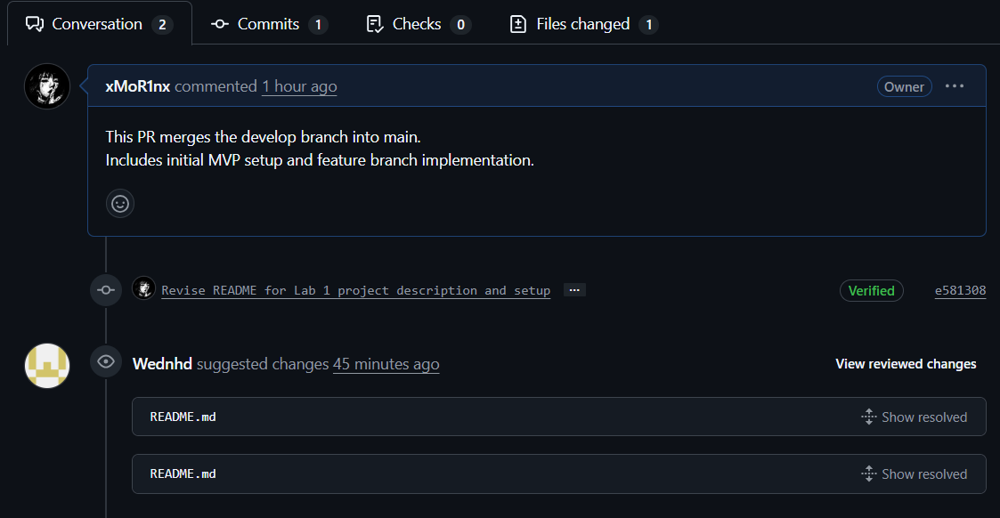 Conversation 2 Commits 1 Checks 0 Files changed 1
xMoR1nx commented 1 hour ago Owner
This PR merges the develop branch into main.
Includes initial MVP setup and feature branch implementation.
Revise README for Lab 1 project description and setup ... Verified e581308
Wednhd suggested changes 45 minutes ago View reviewed changes
README.md Show resolved
README.md Show resolved